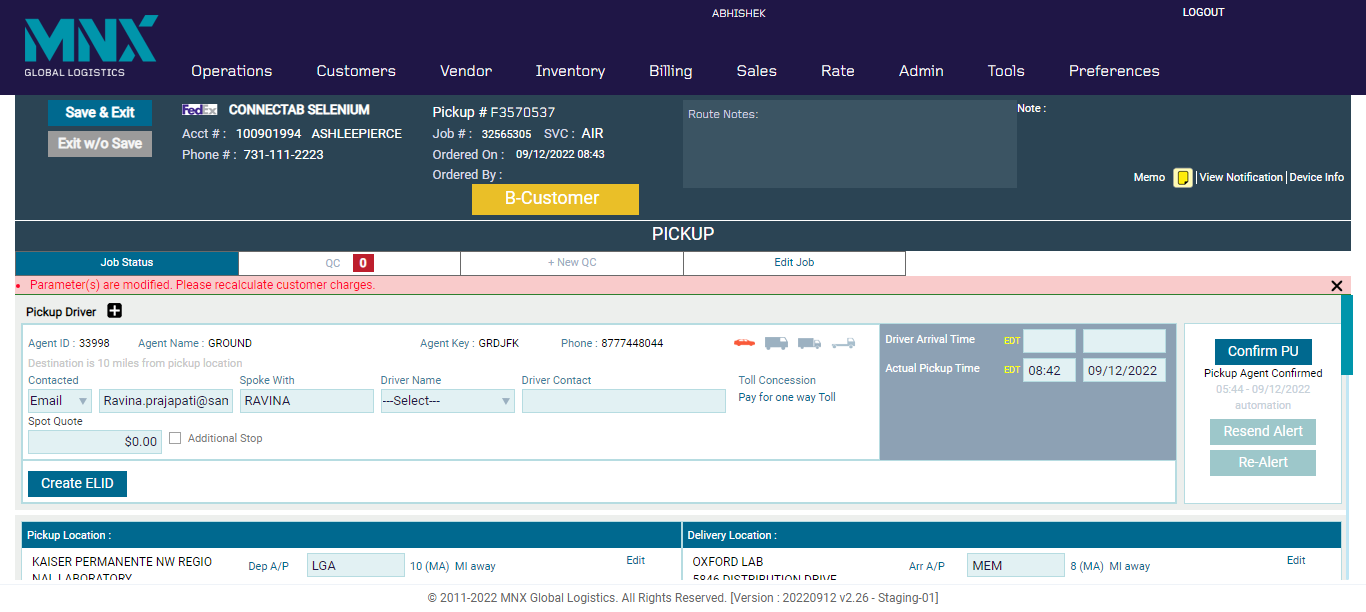 MNX
GLOBAL LOGISTICS
ABHISHEK
LOGOUT
Operations Customers Vendor Inventory Billing Sales Rate Admin Tools Preferences
Save & Exit
Exit w/o Save
FedEx CONNECTAB SELENIUM
Acct # : 100901994 ASHLEEPIERCE
Phone # : 731-111-2223
Pickup # F3570537
Job # : 32565305 SVC : AIR
Ordered On : 09/12/2022 08:43
Ordered By :
B-Customer
Route Notes:
Note :
Memo | View Notification | Device Info
PICKUP
Job Status QC 0 + New QC Edit Job
Parameter(s) are modified. Please recalculate customer charges.
Pickup Driver
Agent ID : 33998 Agent Name : GROUND Agent Key : GRDJFK Phone : 8777448044
Destination is 10 miles from pickup location
Contacted Spoke With Driver Name Driver Contact
Email Ravina.prajapati@san RAVINA ---Select---
Toll Concession
Pay for one way Toll
Spot Quote
$0.00 Additional Stop
Driver Arrival Time EDT
Actual Pickup Time EDT 08:42 09/12/2022
Confirm PU
Pickup Agent Confirmed
05:44 - 09/12/2022
automation
Resend Alert
Re-Alert
Create ELID
Pickup Location :
KAISER PERMANENTE NW REGIO
NAL LABORATORY
Dep A/P LGA 10 (MA) MI away Edit
Delivery Location :
OXFORD LAB
5846 DISTRIBUTION DRIVE
Arr A/P MEM 8 (MA) MI away Edit
© 2011-2022 MNX Global Logistics. All Rights Reserved. [Version : 20220912 v2.26 - Staging-01]